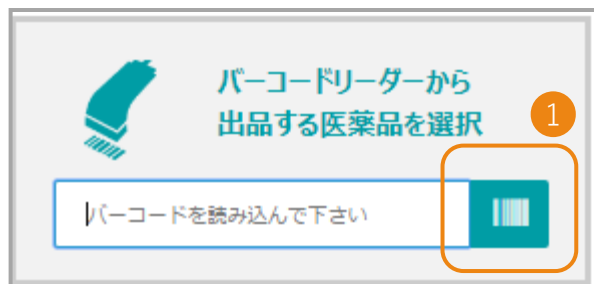 バーコードリーダーから
出品する医薬品を選択
1
バーコードを読み込んで下さい